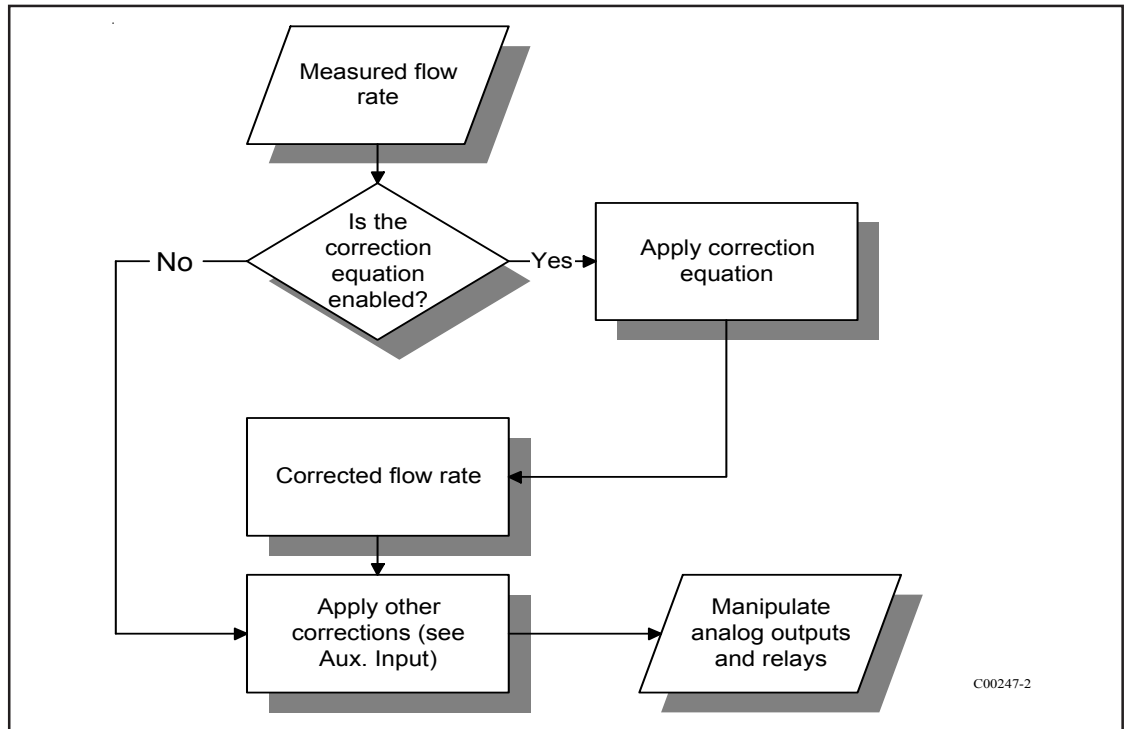 Measured flow
rate
Is the
correction
equation
enabled?
No
Yes
Apply correction
equation
Corrected flow rate
Apply other
corrections (see
Aux. Input)
Manipulate
analog outputs
and relays
C00247-2